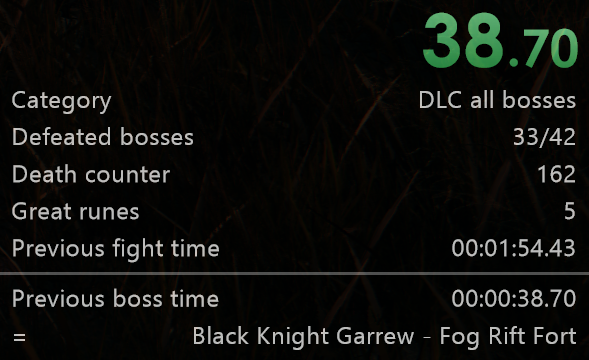 38.70
Category DLC all bosses
Defeated bosses 33/42
Death counter 162
Great runes 5
Previous fight time 00:01:54.43
Previous boss time 00:00:38.70
= Black Knight Garrew - Fog Rift Fort